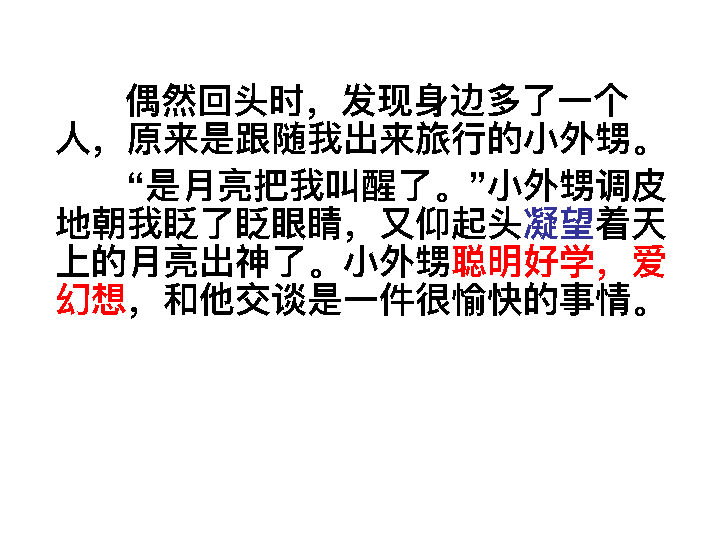 偶然回头时，发现身边多了一个
人，原来是跟随我出来旅行的小外甥。
“是月亮把我叫醒了。”小外甥调皮
地朝我眨了眨眼睛，又仰起头凝望着天
上的月亮出神了。小外甥聪明好学，爱
幻想，和他交谈是一件很愉快的事情。